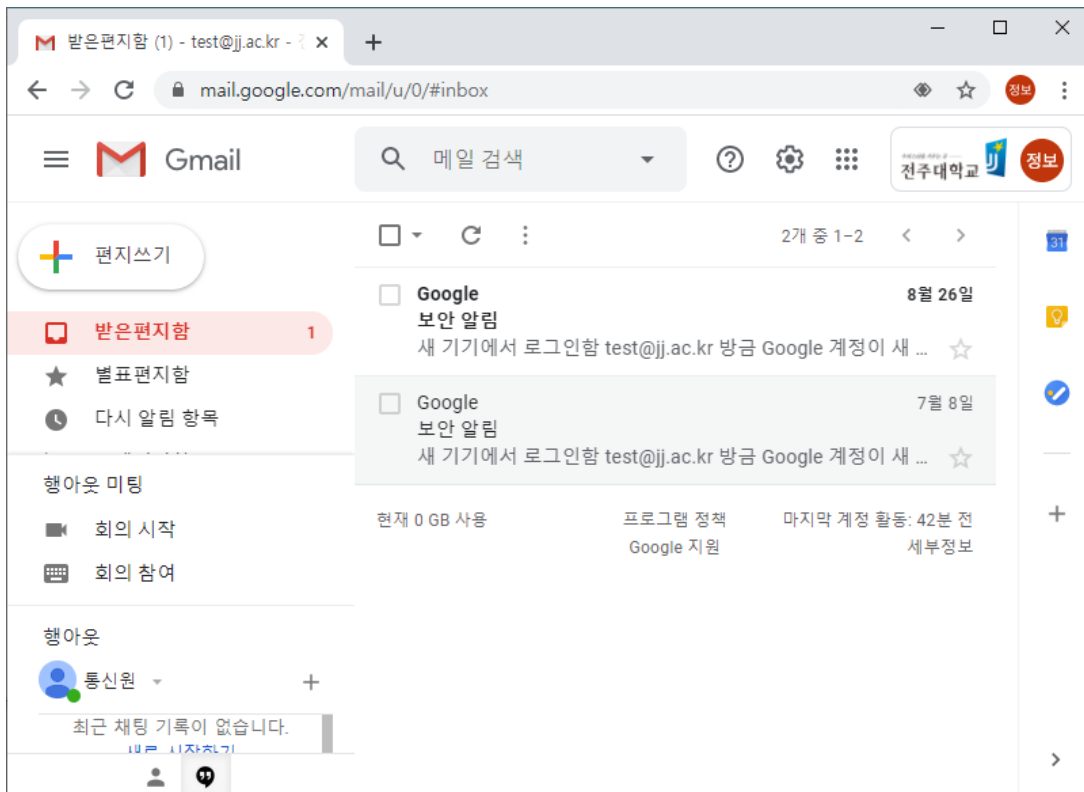 받은편지함 (1) - test@jj.ac.kr -
mail.google.com/mail/u/0/#inbox
정보
Gmail
메일 검색
전주대학교
정보
편지쓰기
2개 중 1–2
31
받은편지함 1
별표편지함
다시 알림 항목
Google 8월 26일
보안 알림
새 기기에서 로그인함 test@jj.ac.kr 방금 Google 계정이 새 ...
Google 7월 8일
보안 알림
새 기기에서 로그인함 test@jj.ac.kr 방금 Google 계정이 새 ...
현재 0 GB 사용
프로그램 정책
Google 지원
마지막 계정 활동: 42분 전
세부정보
행아웃 미팅
회의 시작
회의 참여
행아웃
통신원
최근 채팅 기록이 없습니다.
새로 시작하기